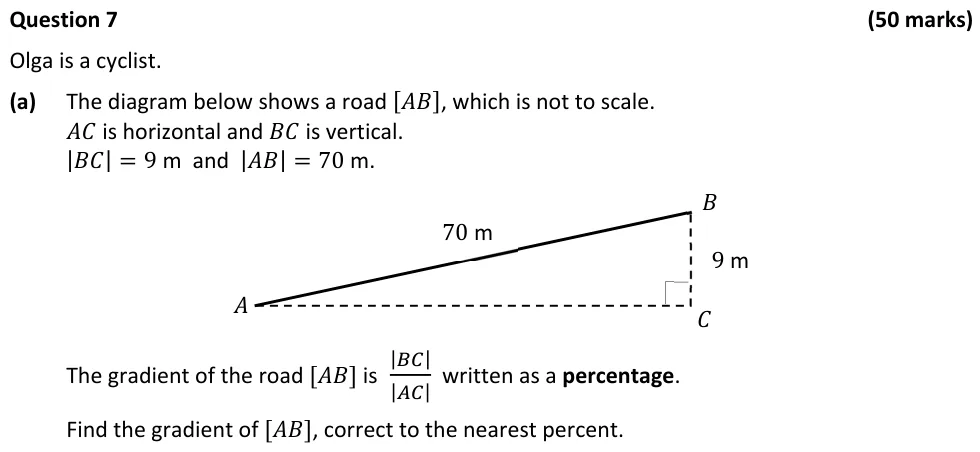 Question 7 (50 marks)
Olga is a cyclist.
(a) The diagram below shows a road [AB], which is not to scale.
AC is horizontal and BC is vertical.
|BC| = 9 m and |AB| = 70 m.
B
70 m
9 m
A
C
The gradient of the road [AB] is |BC|/|AC| written as a percentage.
Find the gradient of [AB], correct to the nearest percent.